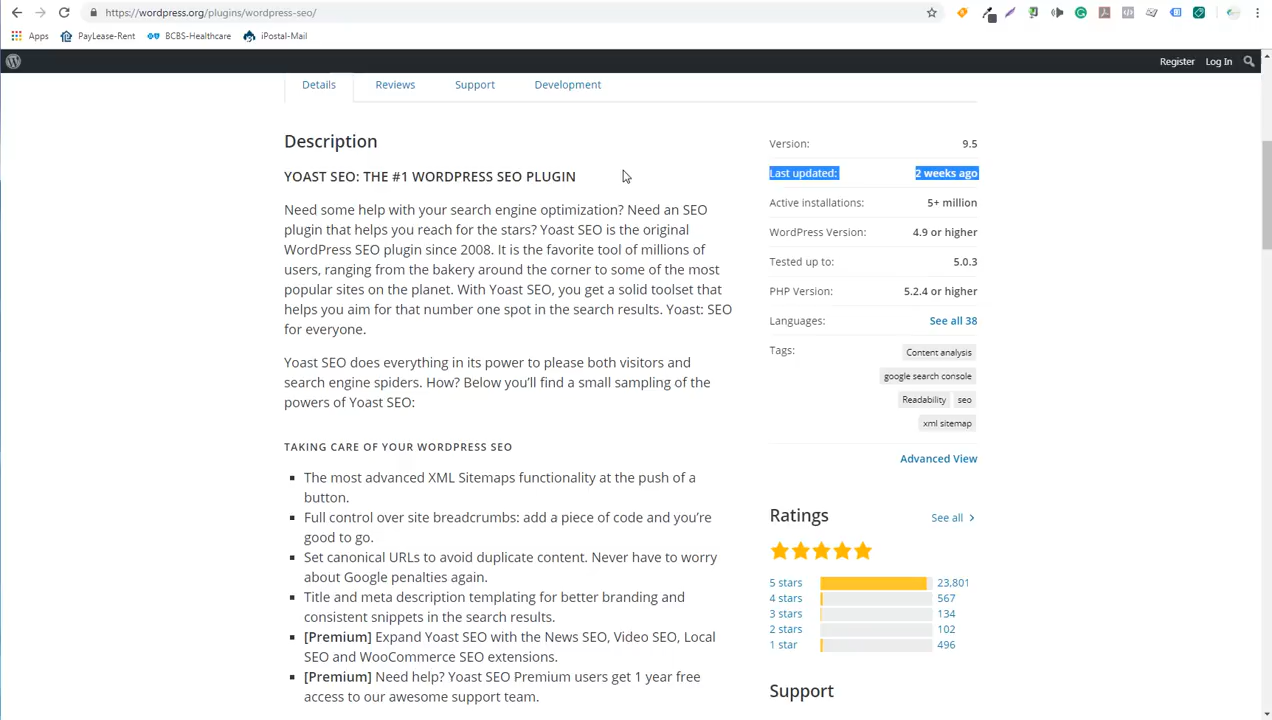 https://wordpress.org/plugins/wordpress-seo/
Apps PayLease-Rent BCBS-Healthcare iPostal-Mail
Register Log In
Details Reviews Support Development
Description
YOAST SEO: THE #1 WORDPRESS SEO PLUGIN
Need some help with your search engine optimization? Need an SEO
plugin that helps you reach for the stars? Yoast SEO is the original
WordPress SEO plugin since 2008. It is the favorite tool of millions of
users, ranging from the bakery around the corner to some of the most
popular sites on the planet. With Yoast SEO, you get a solid toolset that
helps you aim for that number one spot in the search results. Yoast: SEO
for everyone.
Yoast SEO does everything in its power to please both visitors and
search engine spiders. How? Below you’ll find a small sampling of the
powers of Yoast SEO:
TAKING CARE OF YOUR WORDPRESS SEO
The most advanced XML Sitemaps functionality at the push of a
button.
Full control over site breadcrumbs: add a piece of code and you’re
good to go.
Set canonical URLs to avoid duplicate content. Never have to worry
about Google penalties again.
Title and meta description templating for better branding and
consistent snippets in the search results.
[Premium] Expand Yoast SEO with the News SEO, Video SEO, Local
SEO and WooCommerce SEO extensions.
[Premium] Need help? Yoast SEO Premium users get 1 year free
access to our awesome support team.
Version: 9.5
Last updated: 2 weeks ago
Active installations: 5+ million
WordPress Version: 4.9 or higher
Tested up to: 5.0.3
PHP Version: 5.2.4 or higher
Languages: See all 38
Tags: Content analysis
google search console
Readability seo
xml sitemap
Advanced View
Ratings See all
5 stars 23,801
4 stars 567
3 stars 134
2 stars 102
1 star 496
Support